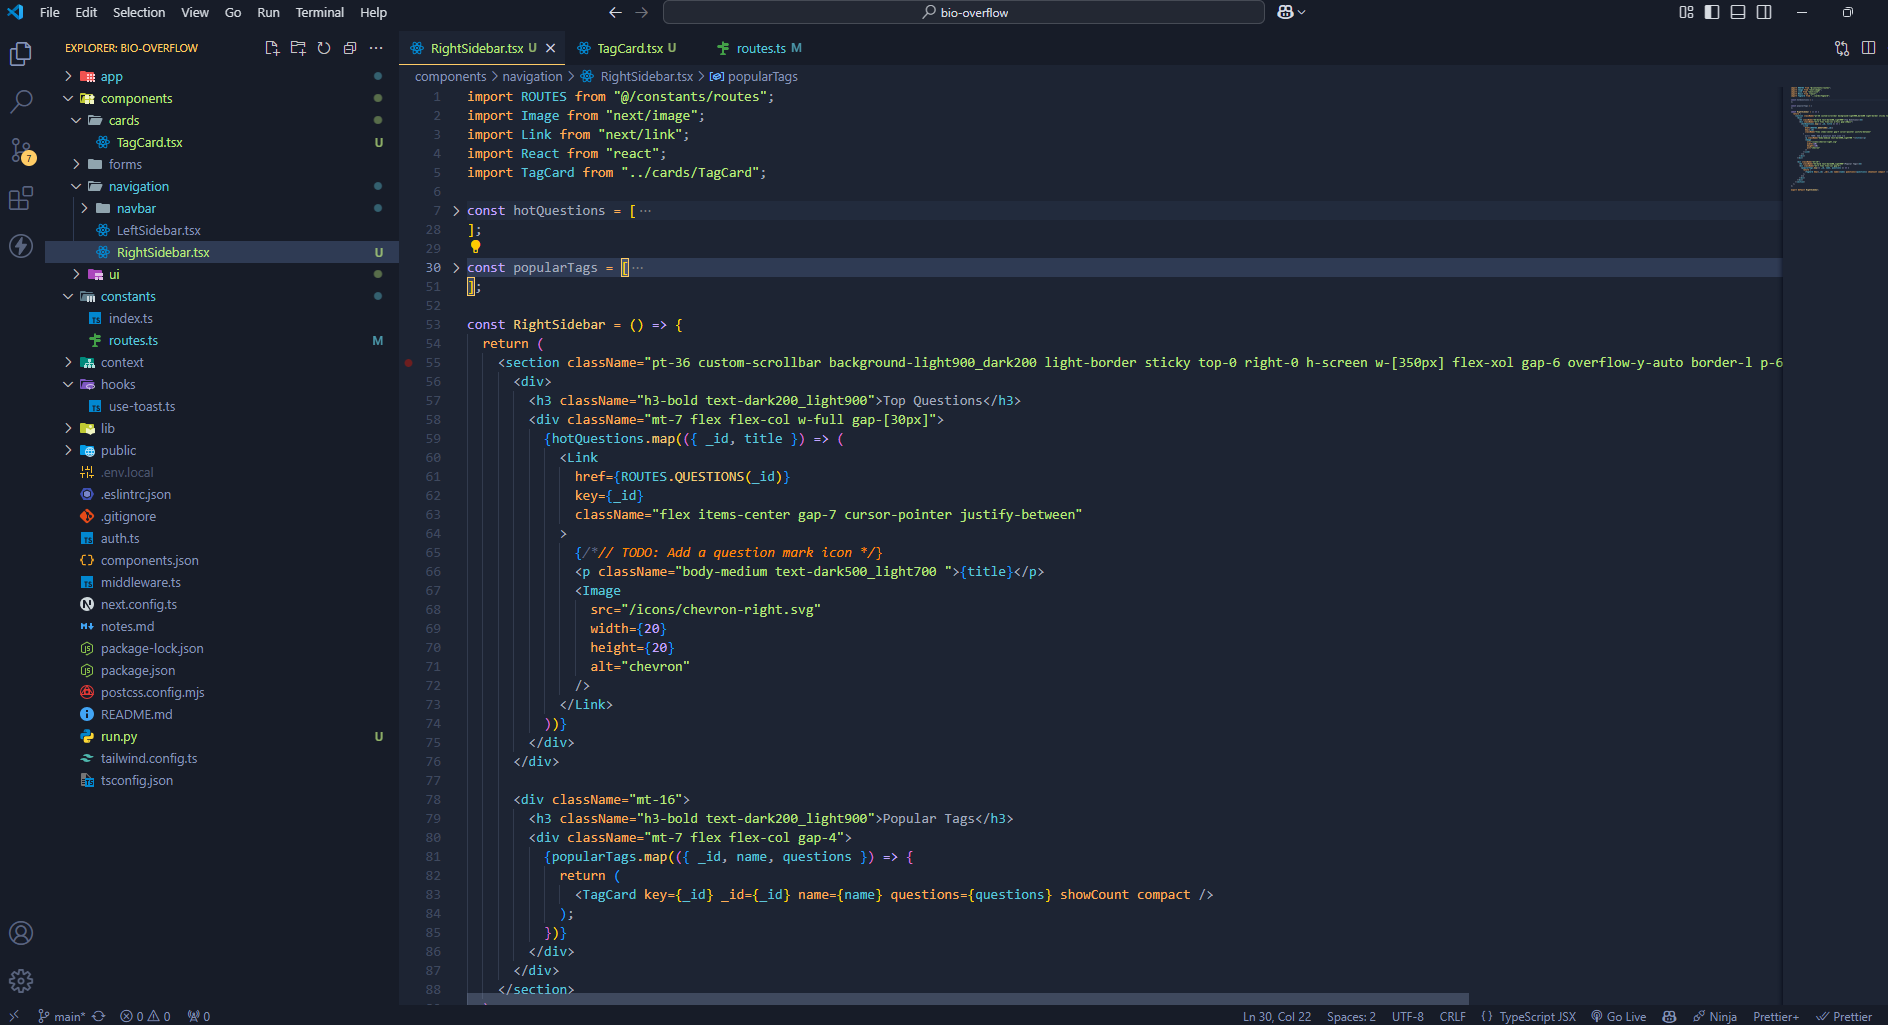 File Edit Selection View Go Run Terminal Help
bio-overflow
EXPLORER: BIO-OVERFLOW
app
components
cards
TagCard.tsx U
forms
navigation
navbar
LeftSidebar.tsx
RightSidebar.tsx U
ui
constants
index.ts
routes.ts M
context
hooks
use-toast.ts
lib
public
.env.local
.eslintrc.json
.gitignore
auth.ts
components.json
middleware.ts
next.config.ts
notes.md
package-lock.json
package.json
postcss.config.mjs
README.md
run.py U
tailwind.config.ts
tsconfig.json
7
RightSidebar.tsx U TagCard.tsx U routes.ts M
components > navigation > RightSidebar.tsx > popularTags
1 import ROUTES from "@/constants/routes";
2 import Image from "next/image";
3 import Link from "next/link";
4 import React from "react";
5 import TagCard from "../cards/TagCard";
6
7 const hotQuestions = [ ···
28 ];
29
30 const popularTags = [ ···
51 ];
52
53 const RightSidebar = () => {
54 return (
55 <section className="pt-36 custom-scrollbar background-light900_dark200 light-border sticky top-0 right-0 h-screen w-[350px] flex-xol gap-6 overflow-y-auto border-l p-6
56 <div>
57 <h3 className="h3-bold text-dark200_light900">Top Questions</h3>
58 <div className="mt-7 flex flex-col w-full gap-[30px]">
59 {hotQuestions.map(({ _id, title }) => (
60 <Link
61 href={ROUTES.QUESTIONS(_id)}
62 key={_id}
63 className="flex items-center gap-7 cursor-pointer justify-between"
64 >
65 {/*// TODO: Add a question mark icon */}
66 <p className="body-medium text-dark500_light700 ">{title}</p>
67 <Image
68 src="/icons/chevron-right.svg"
69 width={20}
70 height={20}
71 alt="chevron"
72 />
73 </Link>
74 ))}
75 </div>
76 </div>
77
78 <div className="mt-16">
79 <h3 className="h3-bold text-dark200_light900">Popular Tags</h3>
80 <div className="mt-7 flex flex-col gap-4">
81 {popularTags.map(({ _id, name, questions }) => {
82 return (
83 <TagCard key={_id} _id={_id} name={name} questions={questions} showCount compact />
84 );
85 })}
86 </div>
87 </div>
88 </section>
main* 0 0 0 Ln 30, Col 22 Spaces: 2 UTF-8 CRLF {} TypeScript JSX Go Live Ninja Prettier+ Prettier